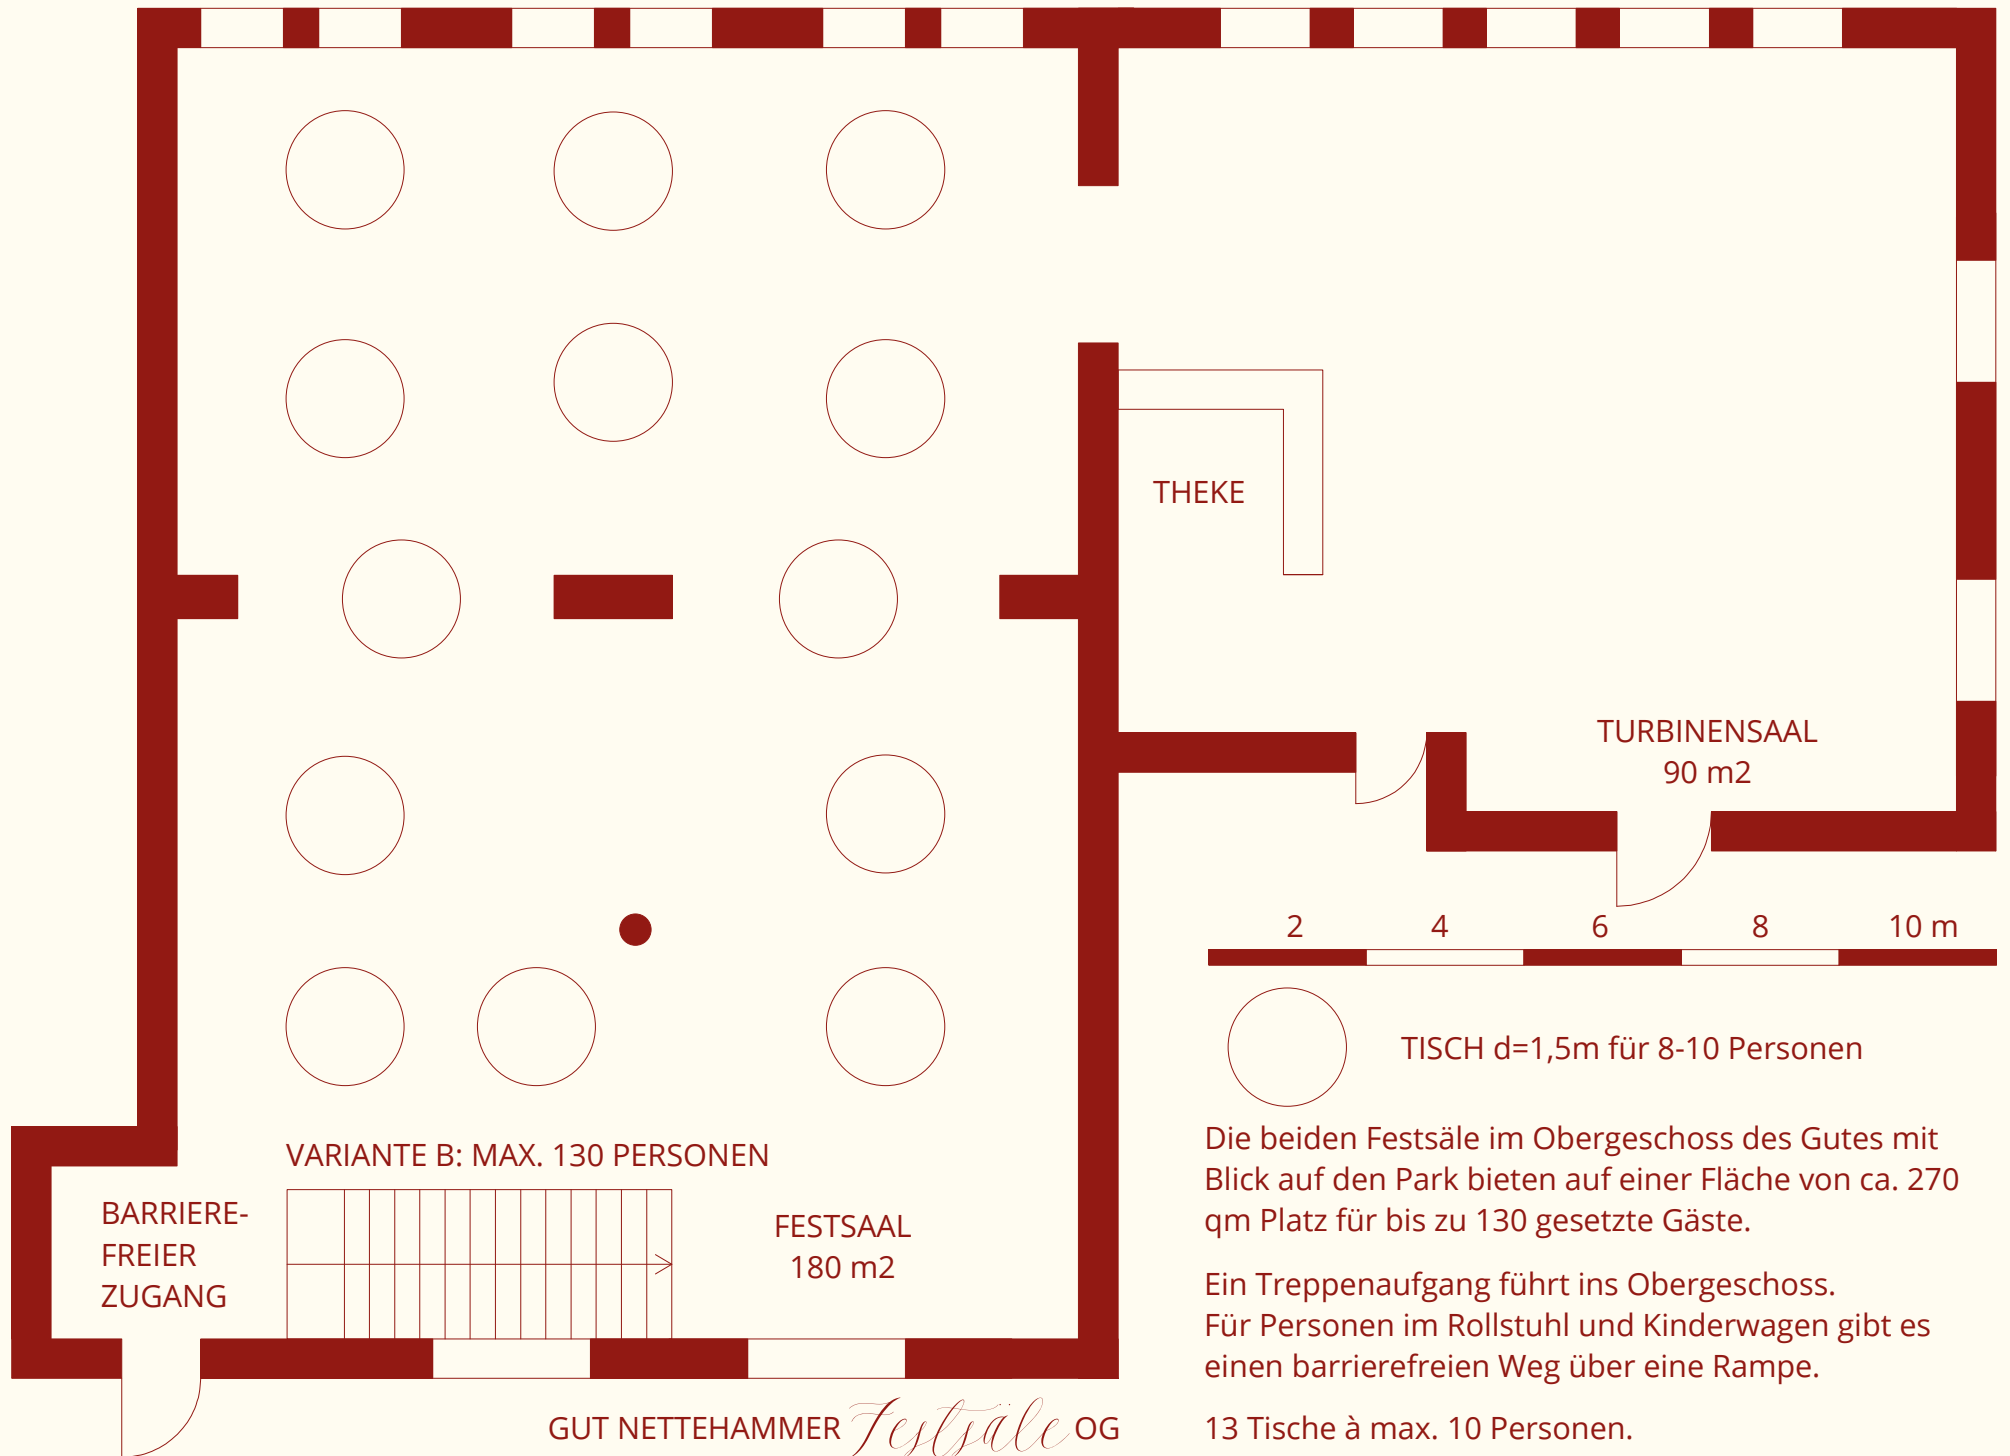 THEKE
TURBINENSAAL
90 m2
2 4 6 8 10 m
TISCH d=1,5m für 8-10 Personen
VARIANTE B: MAX. 130 PERSONEN
BARRIERE-
FREIER
ZUGANG
FESTSAAL
180 m2
Die beiden Festsäle im Obergeschoss des Gutes mit
Blick auf den Park bieten auf einer Fläche von ca. 270
qm Platz für bis zu 130 gesetzte Gäste.
Ein Treppenaufgang führt ins Obergeschoss.
Für Personen im Rollstuhl und Kinderwagen gibt es
einen barrierefreien Weg über eine Rampe.
13 Tische à max. 10 Personen.
GUT NETTEHAMMER Festsäle OG